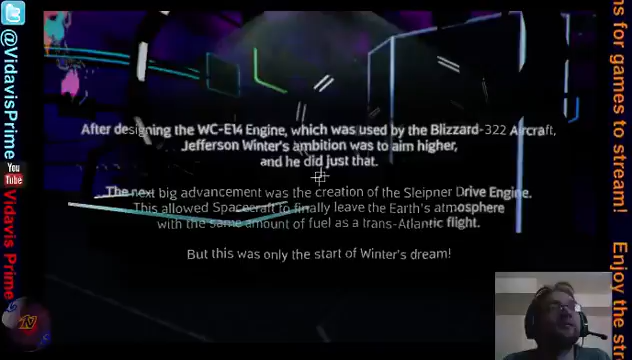 After designing the WC-E14 Engine, which was used by the Blizzard-322 Aircraft,
Jefferson Winter's ambition was to aim higher,
and he did just that.
The next big advancement was the creation of the Sleipner Drive Engine.
This allowed Spacecraft to finally leave the Earth's atmosphere
with the same amount of fuel as a trans-Atlantic flight.
But this was only the start of Winter's dream!
@VidavisPrime
You
Tube
Vidavis Prime
ns for games to stream!
Enjoy the str